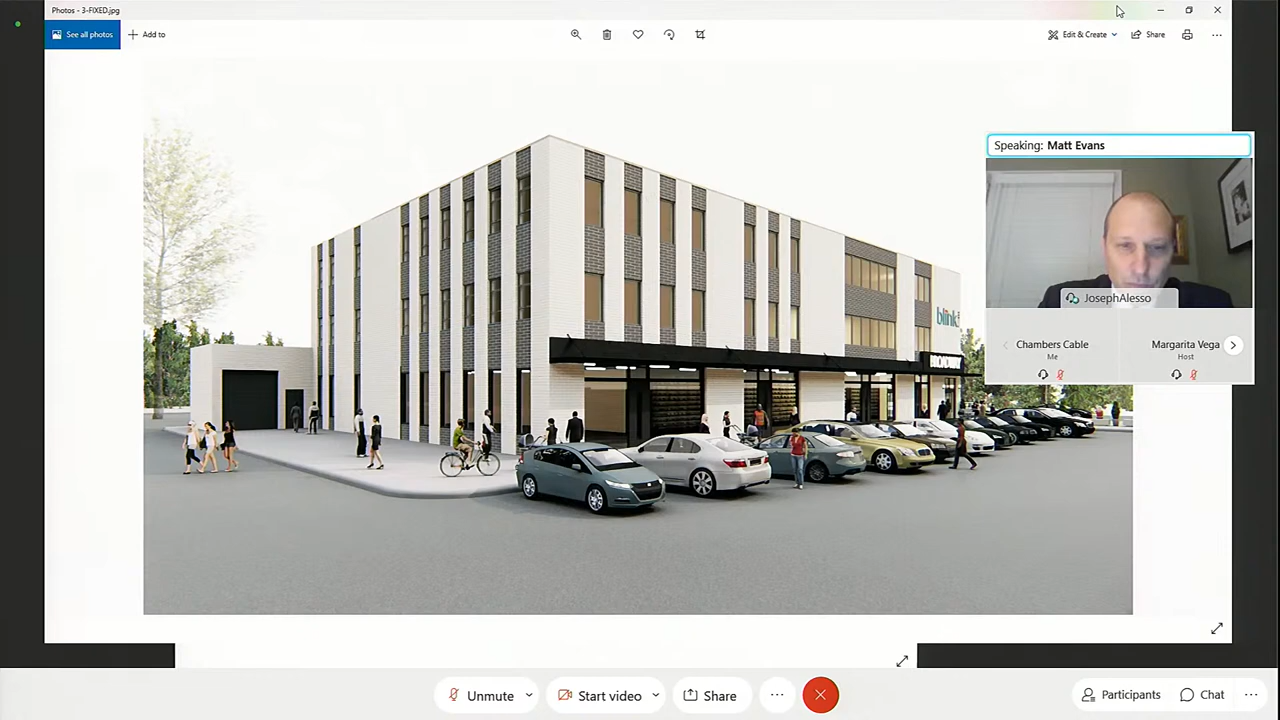 Photos - 3-FIXED.jpg
See all photos
Add to
Edit & Create
Share
Speaking: Matt Evans
JosephAlesso
Chambers Cable
Me
Margarita Vega
Host
blink
BROADWAY
Unmute
Start video
Share
Participants
Chat